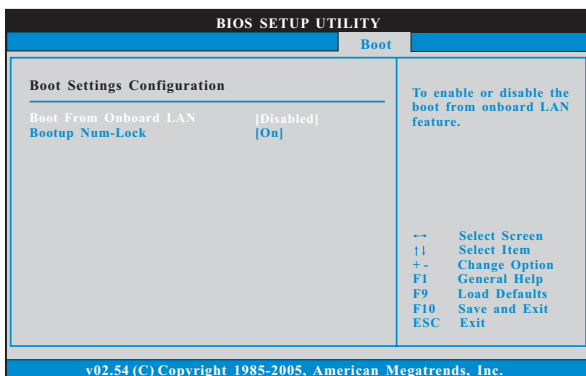 BIOS SETUP UTILITY
Boot
Boot Settings Configuration
Boot From Onboard LAN [Disabled]
Bootup Num-Lock [On]
To enable or disable the
boot from onboard LAN
feature.
←→ Select Screen
↑↓ Select Item
+ - Change Option
F1 General Help
F9 Load Defaults
F10 Save and Exit
ESC Exit
v02.54 (C) Copyright 1985-2005, American Megatrends, Inc.